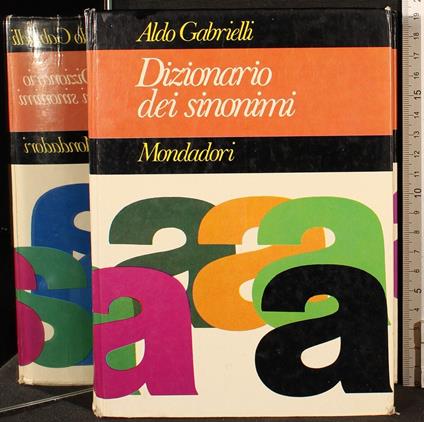 Aldo Gabrielli
Dizionario
dei sinonimi
Mondadori
a a a a
a a